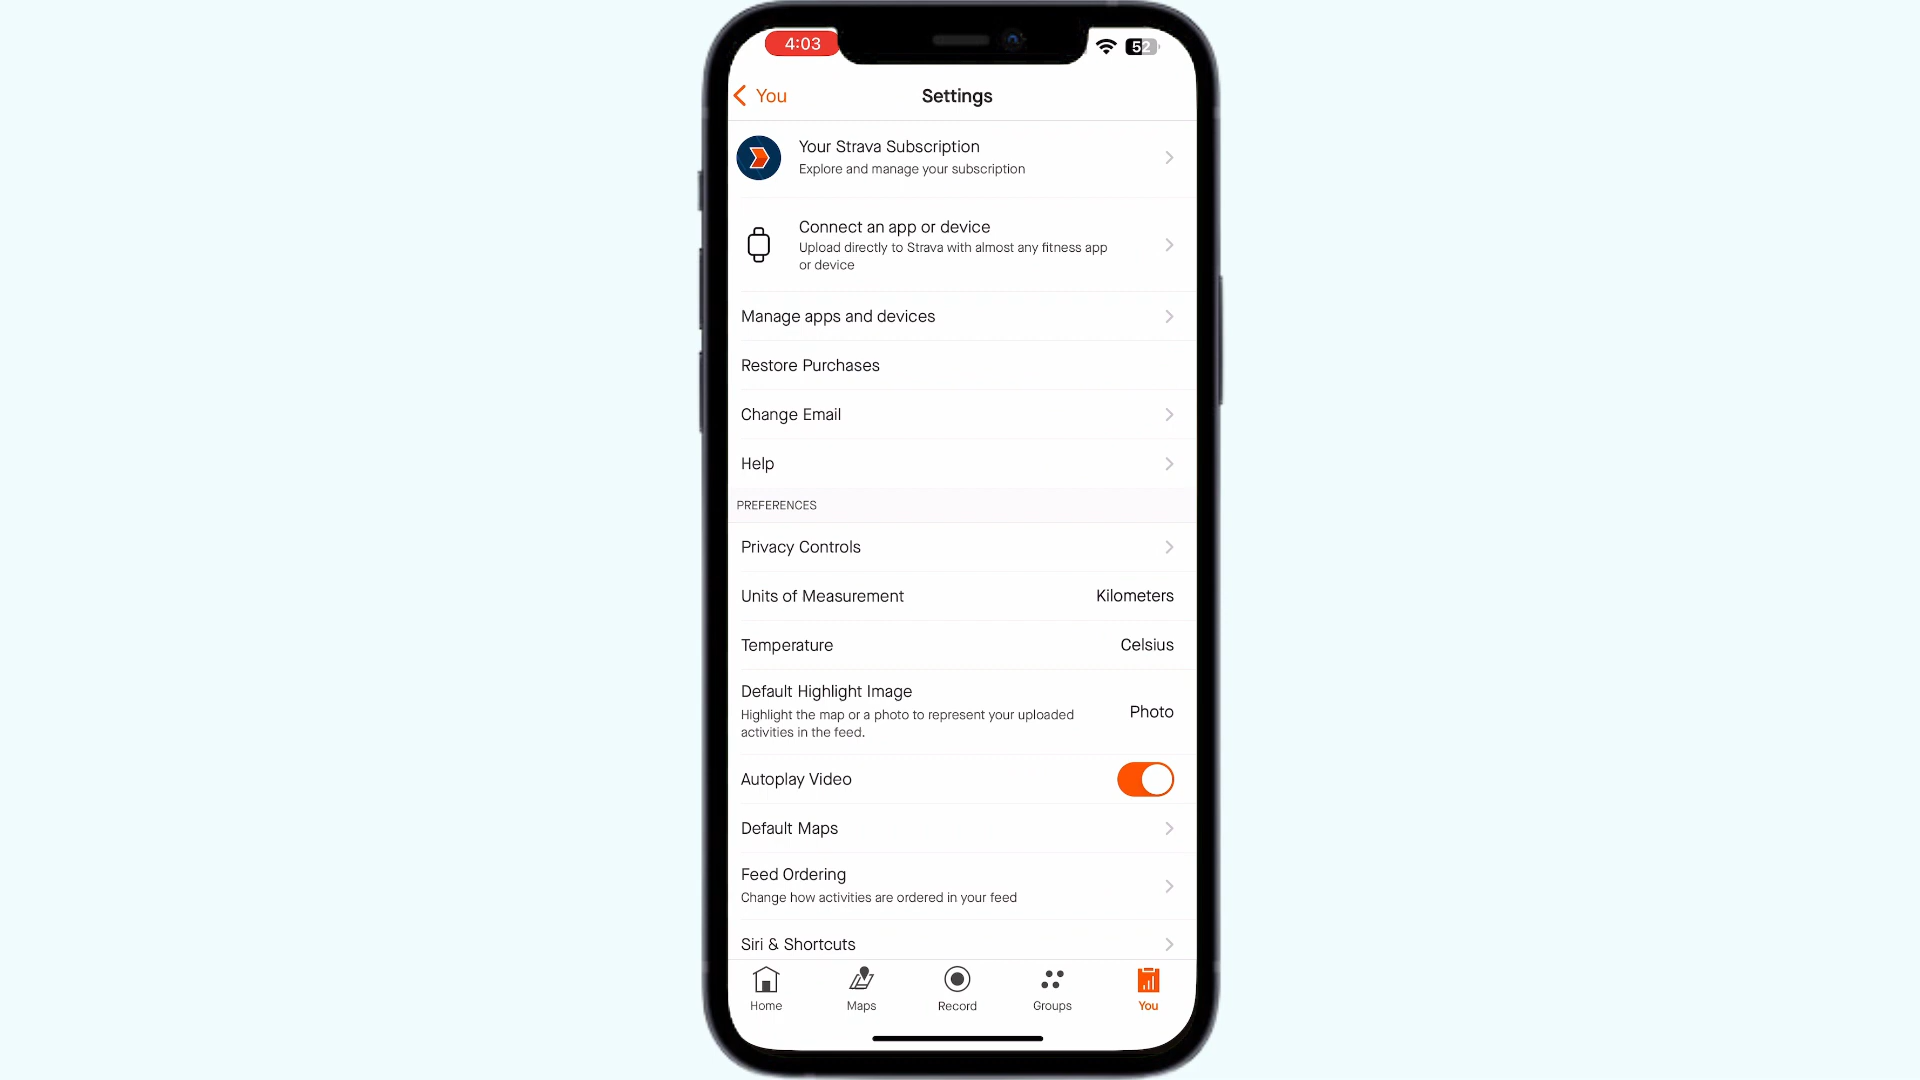 4:03
52
You
Settings
Your Strava Subscription
Explore and manage your subscription
Connect an app or device
Upload directly to Strava with almost any fitness app
or device
Manage apps and devices
Restore Purchases
Change Email
Help
PREFERENCES
Privacy Controls
Units of Measurement
Kilometers
Temperature
Celsius
Default Highlight Image
Highlight the map or a photo to represent your uploaded
activities in the feed.
Photo
Autoplay Video
Default Maps
Feed Ordering
Change how activities are ordered in your feed
Siri & Shortcuts
Home
Maps
Record
Groups
You